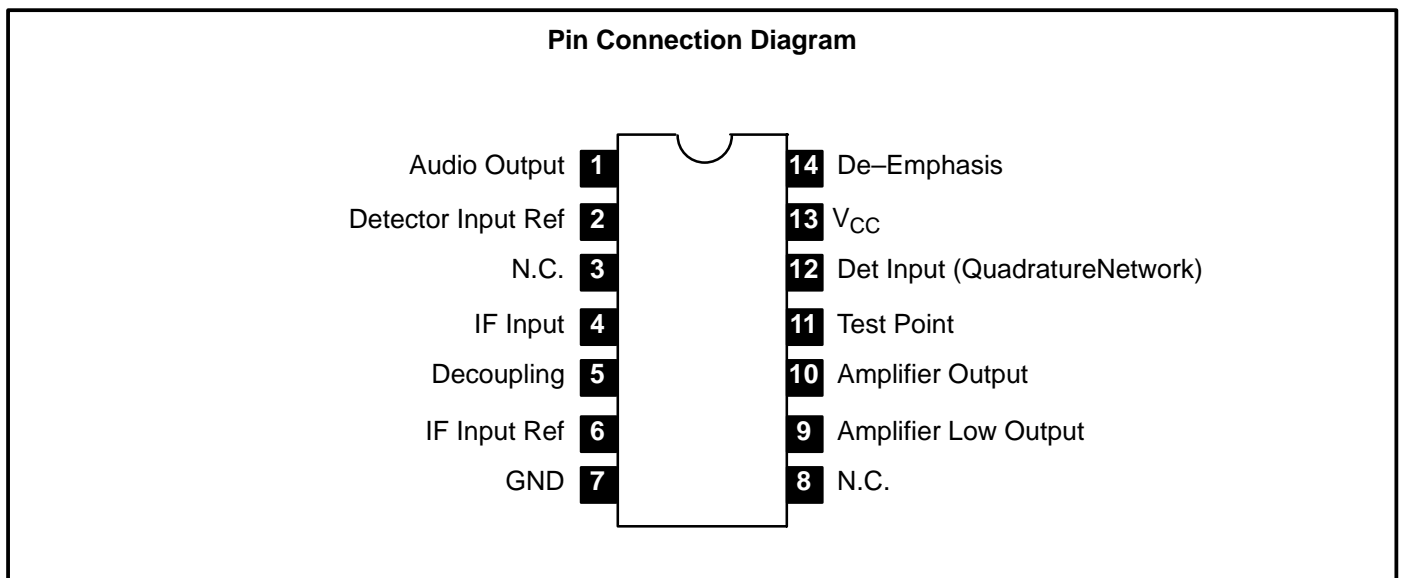 Pin Connection Diagram
Audio Output 1 14 De–Emphasis
Detector Input Ref 2 13 VCC
N.C. 3 12 Det Input (QuadratureNetwork)
IF Input 4 11 Test Point
Decoupling 5 10 Amplifier Output
IF Input Ref 6 9 Amplifier Low Output
GND 7 8 N.C.